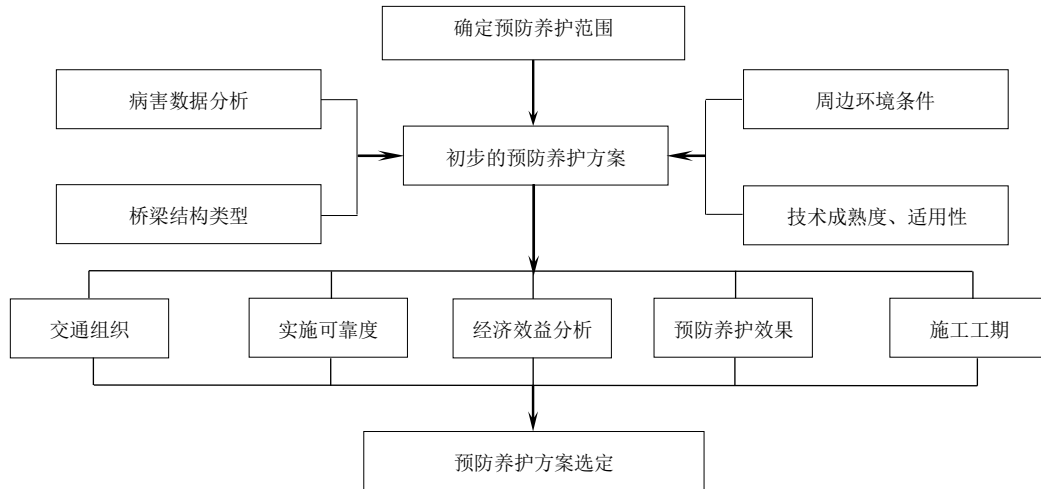 确定预防养护范围
病害数据分析
周边环境条件
初步的预防养护方案
桥梁结构类型
技术成熟度、适用性
交通组织
实施可靠度
经济效益分析
预防养护效果
施工工期
预防养护方案选定